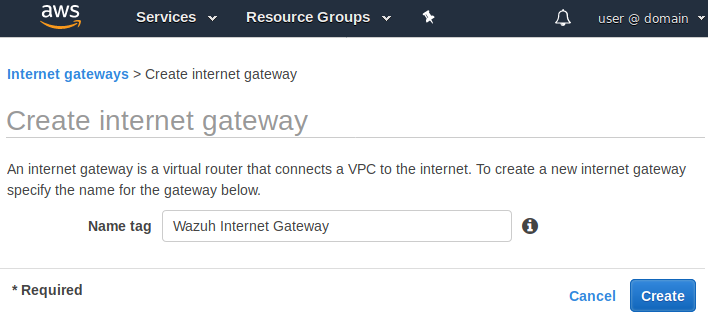 aws Services Resource Groups user @ domain
Internet gateways > Create internet gateway
Create internet gateway
An internet gateway is a virtual router that connects a VPC to the internet. To create a new internet gateway
specify the name for the gateway below.
Name tag Wazuh Internet Gateway
* Required Cancel Create